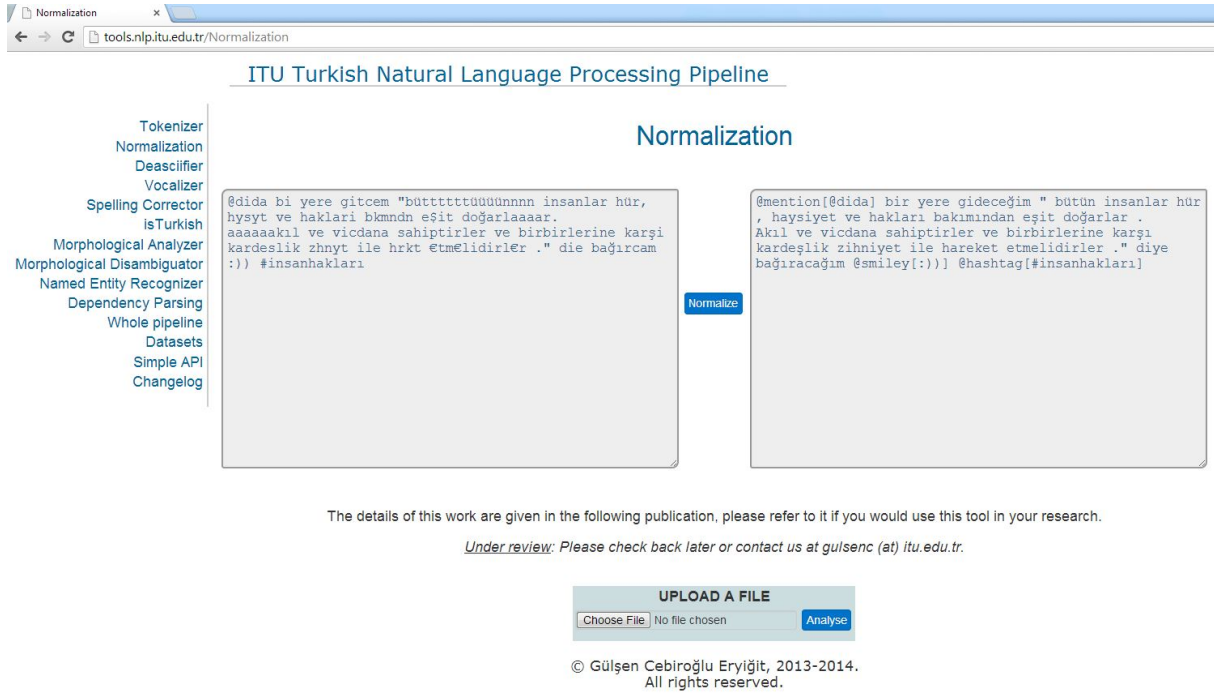 Normalization
tools.nlp.itu.edu.tr/Normalization
ITU Turkish Natural Language Processing Pipeline
Tokenizer
Normalization
Deasciifier
Vocalizer
Spelling Corrector
isTurkish
Morphological Analyzer
Morphological Disambiguator
Named Entity Recognizer
Dependency Parsing
Whole pipeline
Datasets
Simple API
Changelog
Normalization
@dida bi yere gitcem "büttttttüüüünnnn insanlar hür,
hysyt ve haklari bkmndn e$it doğarlaaaar.
aaaaaakıl ve vicdana sahiptirler ve birbirlerine karşi
kardeslik zhnyt ile hrkt €tm€lidirl€r ." die bağırcam
:)) #insanhakları
Normalize
@mention[@dida] bir yere gideceğim " bütün insanlar hür
, haysiyet ve hakları bakımından eşit doğarlar .
Akıl ve vicdana sahiptirler ve birbirlerine karşı
kardeşlik zihniyet ile hareket etmelidirler ." diye
bağıracağım @smiley[:))] @hashtag[#insanhakları]
The details of this work are given in the following publication, please refer to it if you would use this tool in your research.
Under review: Please check back later or contact us at gulsenc (at) itu.edu.tr.
UPLOAD A FILE
Choose File No file chosen Analyse
© Gülşen Cebiroğlu Eryiğit, 2013-2014.
All rights reserved.